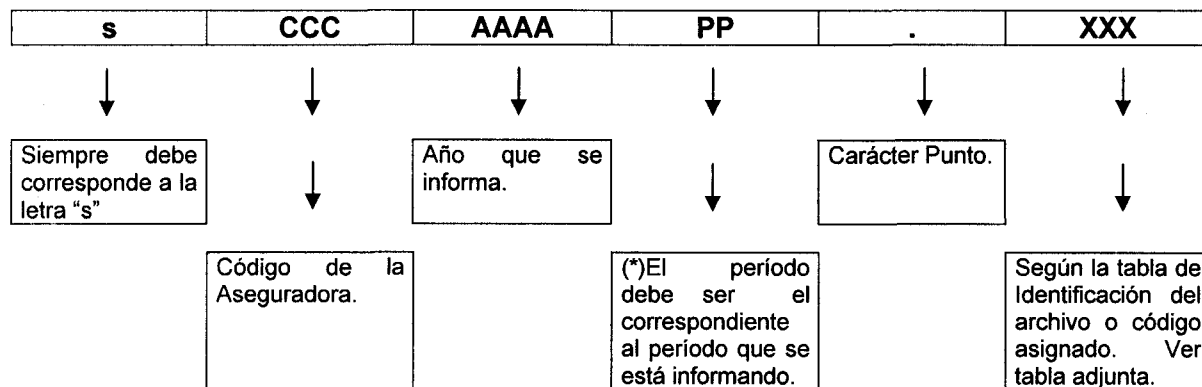 s CCC AAAA PP . XXX
Siempre debe
corresponde a la
letra “s”
Año que se
informa.
Carácter Punto.
Código de la
Aseguradora.
(*)El período
debe ser el
correspondiente
al período que se
está informando.
Según la tabla de
Identificación del
archivo o código
asignado. Ver
tabla adjunta.